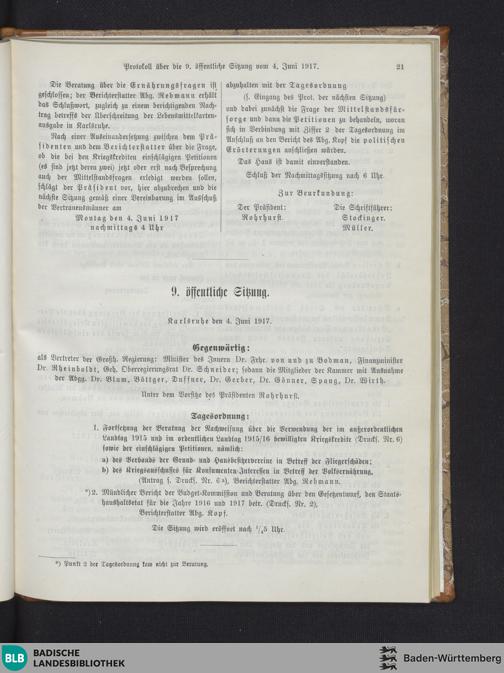 Protokoll über die 9. öffentliche Sitzung vom 4. Juni 1917.
21
Die Beratung über die Ernährungsfragen ist
geschlossen; der Berichterstatter Abg. Rebmann erhält
das Schlußwort, zugleich zu einem berichtigenden Nach-
trag betreffs der Überschreitung der Lebensmittelkarten-
ausgabe in Karlsruhe.
Nach einer Auseinandersetzung zwischen dem Prä-
sidenten und dem Berichterstatter über die Frage,
ob die bei den Kriegskrediten einschlägigen Petitionen
(es sind jetzt deren zwei) jetzt oder erst nach Besprechung
auch der Mittelstandsfragen erledigt werden sollen,
schlägt der Präsident vor, hier abzubrechen und die
nächste Sitzung gemäß einer Vereinbarung im Ausschuß
der Vertrauensmänner am
Montag den 4. Juni 1917
nachmittags 4 Uhr
abzuhalten mit der Tagesordnung
(s. Eingang des Prot. der nächsten Sitzung)
und dabei zunächst die Frage der Mittelstandsfür-
sorge und dann die Petitionen zu behandeln, woran
sich in Verbindung mit Ziffer 2 der Tagesordnung im
Anschluß an den Bericht des Abg. Kopf die politischen
Erörterungen anschließen würden.
Das Haus ist damit einverstanden.
Schluß der Nachmittagssitzung nach 6 Uhr.
Zur Beurkundung:
Der Präsident: Die Schriftführer:
Rohrhurst. Stockinger.
Müller.
9. öffentliche Sitzung.
Karlsruhe den 4. Juni 1917.
Gegenwärtig:
als Vertreter der Großh. Regierung: Minister des Innern Dr. Frhr. von und zu Bodman, Finanzminister
Dr. Rheinboldt, Geh. Oberregierungsrat Dr. Schneider; sodann die Mitglieder der Kammer mit Ausnahme
der Abgg. Dr. Blum, Böttger, Duffner, Dr. Gerber, Dr. Gönner, Spang, Dr. Wirth.
Unter dem Vorsitze des Präsidenten Rohrhurst.
Tagesordnung:
1. Fortsetzung der Beratung der Nachweisung über die Verwendung der im außerordentlichen
Landtag 1915 und im ordentlichen Landtag 1915/16 bewilligten Kriegskredite (Drucks. Nr. 6)
sowie der einschlägigen Petitionen, nämlich:
a) des Verbands der Grund- und Hausbesitzervereine in Betreff der Fliegerschäden;
b) des Kriegsausschusses für Konsumenten-Interessen in Betreff der Volksernährung.
(Antrag s. Drucks. Nr. 6a), Berichterstatter Abg. Rebmann.
*) 2. Mündlicher Bericht der Budget-Kommission und Beratung über den Gesetzentwurf, den Staats-
haushaltsetat für die Jahre 1916 und 1917 betr. (Drucks. Nr. 2),
Berichterstatter Abg. Kopf.
Die Sitzung wird eröffnet nach 1/45 Uhr.
*) Punkt 2 der Tagesordnung kam nicht zur Beratung.
BLB BADISCHE
LANDESBIBLIOTHEK
Baden-Württemberg